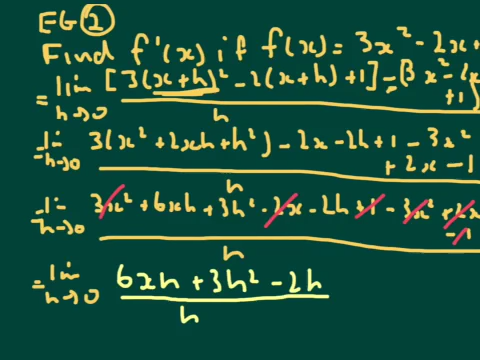 EG ②
Find f'(x) if f(x) = 3x² - 2x +
= lim h→0 [3(x+h)² - 2(x+h) + 1] - [3x² - 2x + 1) / h
= lim h→0 3(x² + 2xh + h²) - 2x - 2h + 1 - 3x² + 2x - 1 / h
= lim h→0 3x² + 6xh + 3h² - 2x - 2h + 1 - 3x² + 2x - 1 / h
= lim h→0 6xh + 3h² - 2h / h